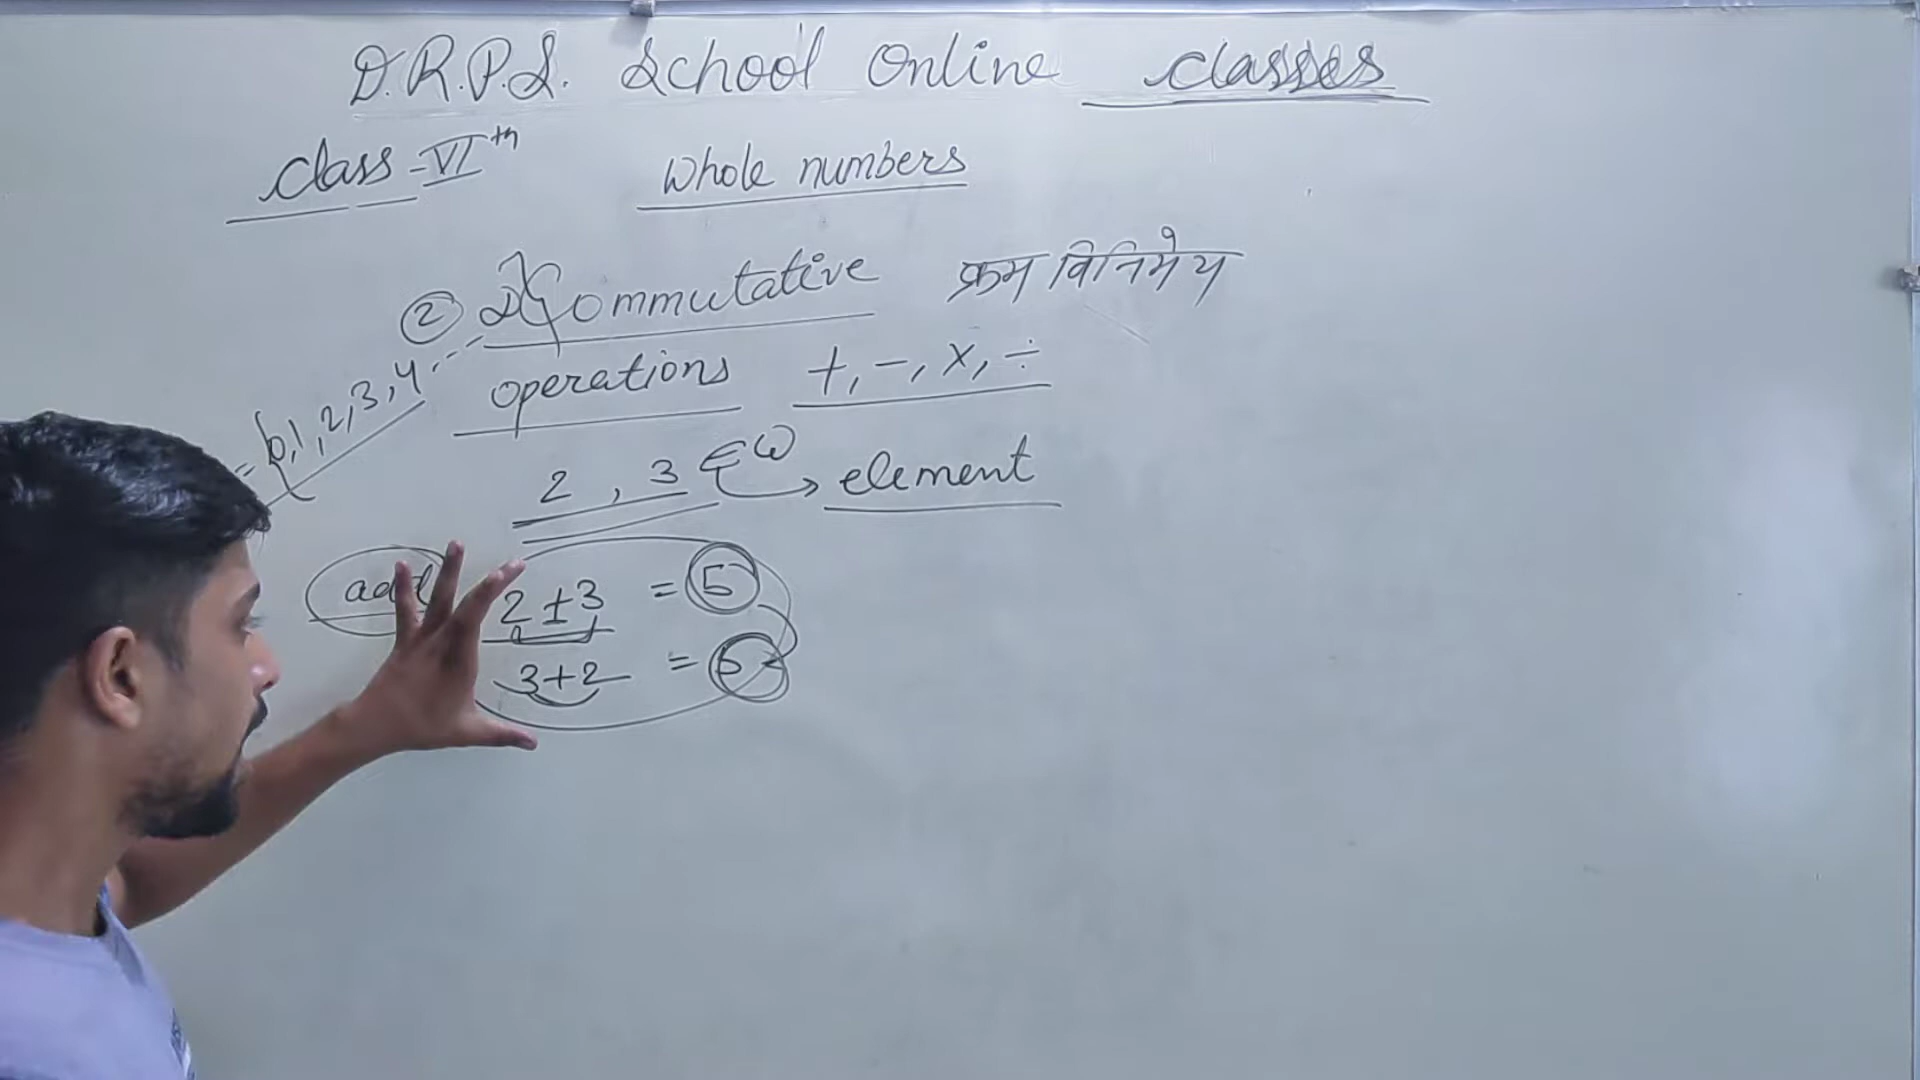 D.R.P.S. School Online classes
class-VIth
Whole numbers
② Commutative क्रम विनिमेय
operations +, -, ×, ÷
= 0, 1, 2, 3, 4 ---
2, 3 ∈ W → element
add 2+3 = 5
3+2 = 5